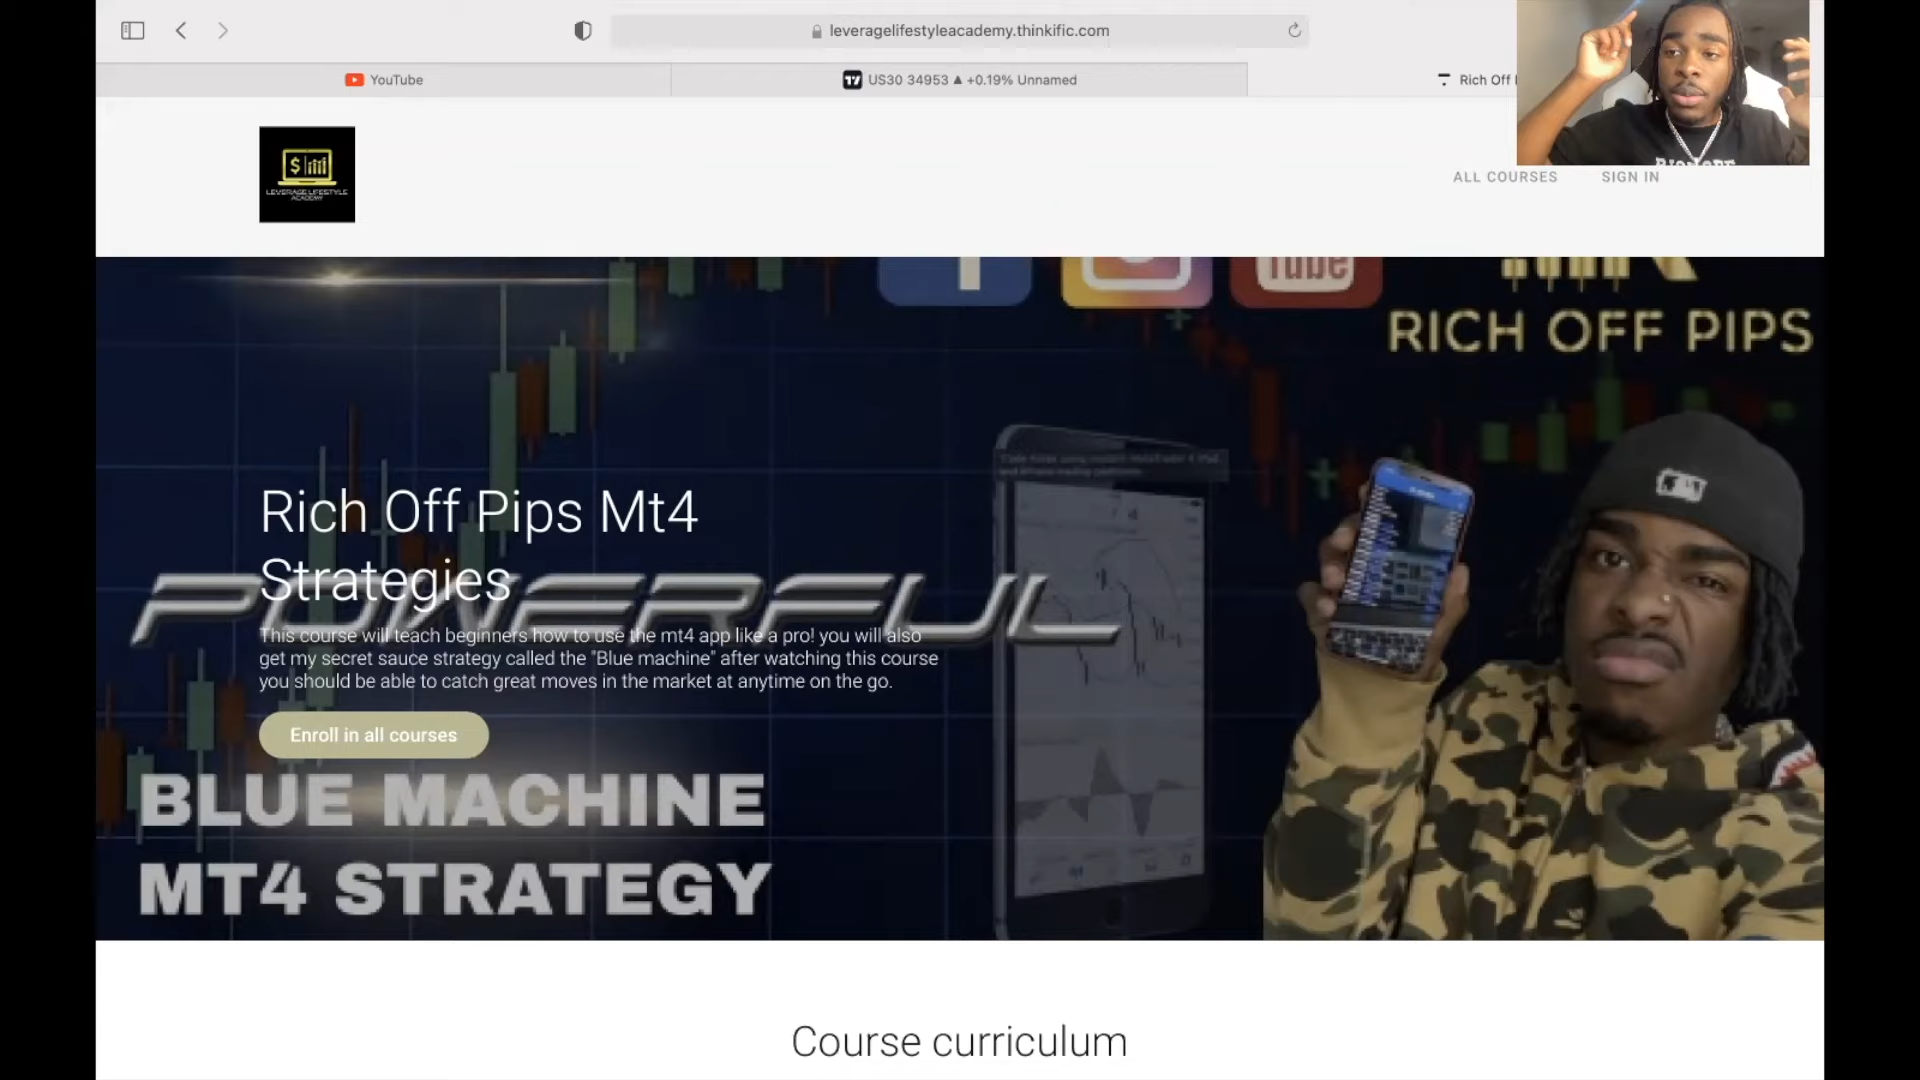 leveragelifestyleacademy.thinkific.com
YouTube
US30 34953 ▲ +0.19% Unnamed
Rich Off
$
LEVERAGE LIFESTYLE
ACADEMY
ALL COURSES
SIGN IN
Tube
RICH OFF PIPS
Rich Off Pips Mt4
Strategies
POWERFUL
This course will teach beginners how to use the mt4 app like a pro! you will also
get my secret sauce strategy called the "Blue machine" after watching this course
you should be able to catch great moves in the market at anytime on the go.
Enroll in all courses
BLUE MACHINE
MT4 STRATEGY
Course curriculum